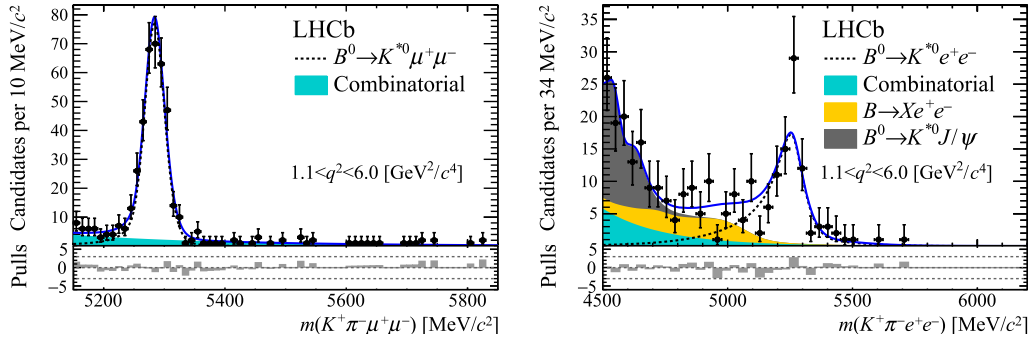 Candidates per 10 MeV/c²
80
70
60
50
40
30
20
10
LHCb
B⁰→K*⁰μ⁺μ⁻
Combinatorial
1.1<q²<6.0 [GeV²/c⁴]
Pulls
5
0
−5
5200 5400 5600 5800
m(K⁺π⁻μ⁺μ⁻) [MeV/c²]
Candidates per 34 MeV/c²
35
30
25
20
15
10
5
LHCb
B⁰→K*⁰e⁺e⁻
Combinatorial
B→Xe⁺e⁻
B⁰→K*⁰J/ψ
1.1<q²<6.0 [GeV²/c⁴]
Pulls
5
0
−5
4500 5000 5500 6000
m(K⁺π⁻e⁺e⁻) [MeV/c²]